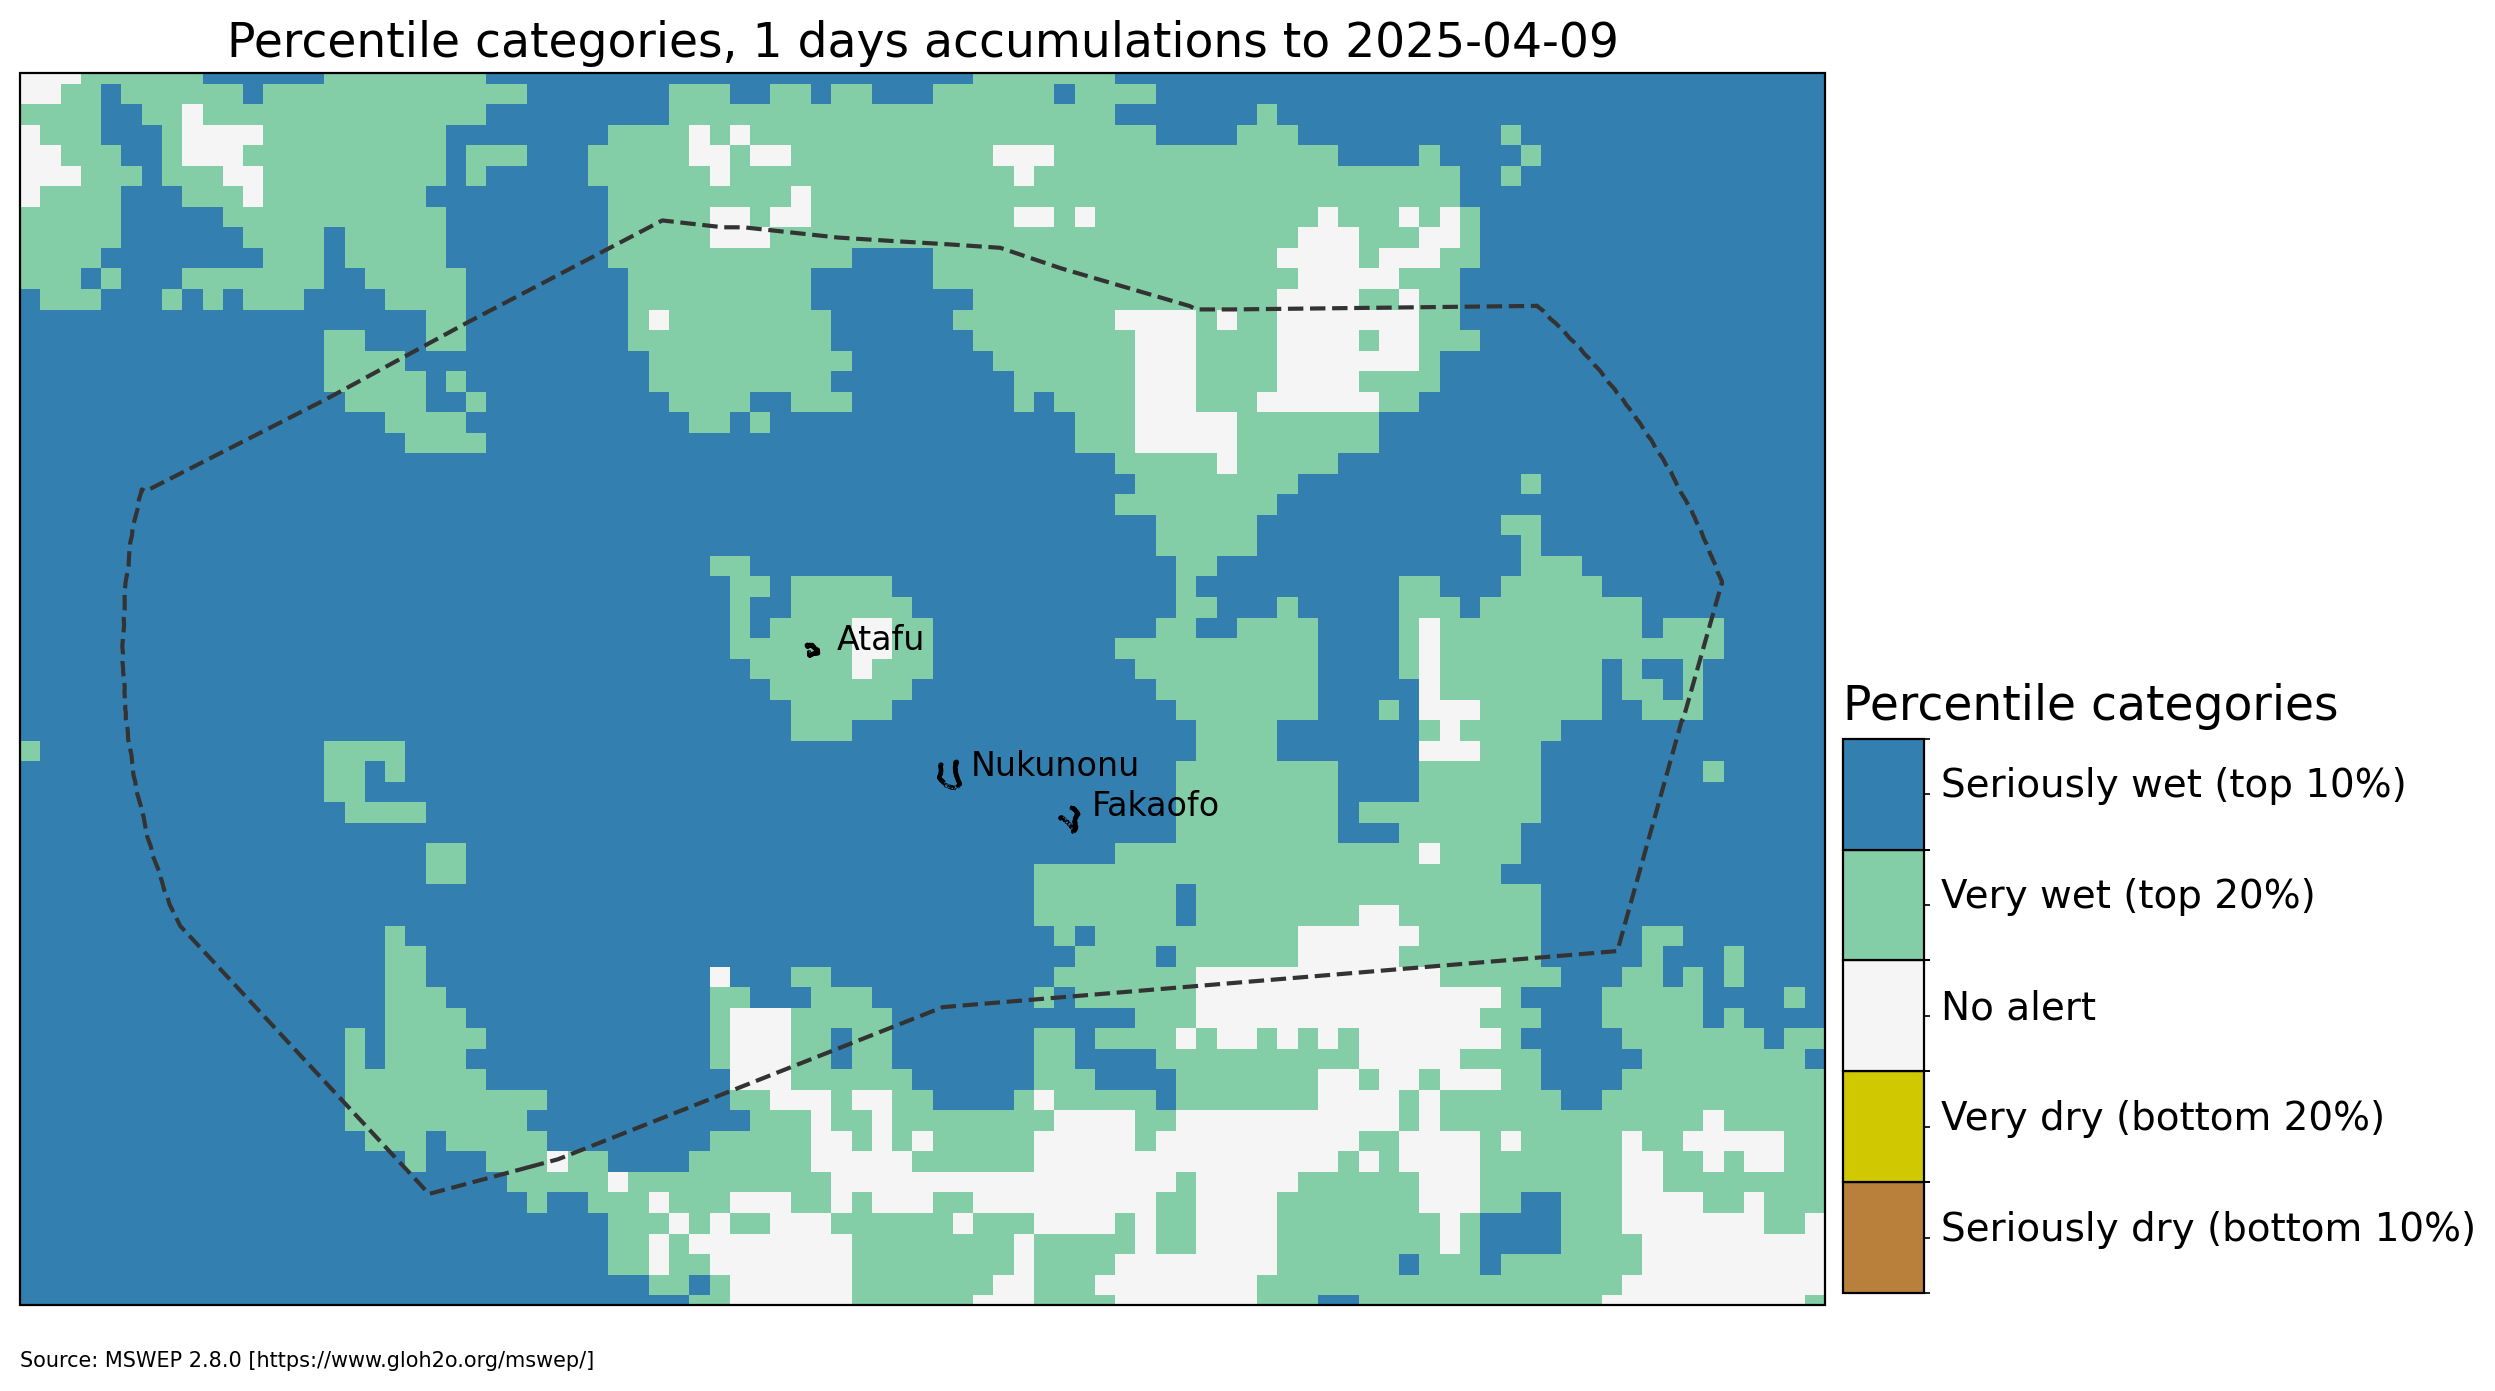 Percentile categories, 1 days accumulations to 2025-04-09
Atafu
Nukunonu
Fakaofo
Percentile categories
Seriously wet (top 10%)
Very wet (top 20%)
No alert
Very dry (bottom 20%)
Seriously dry (bottom 10%)
Source: MSWEP 2.8.0 [https://www.gloh2o.org/mswep/]